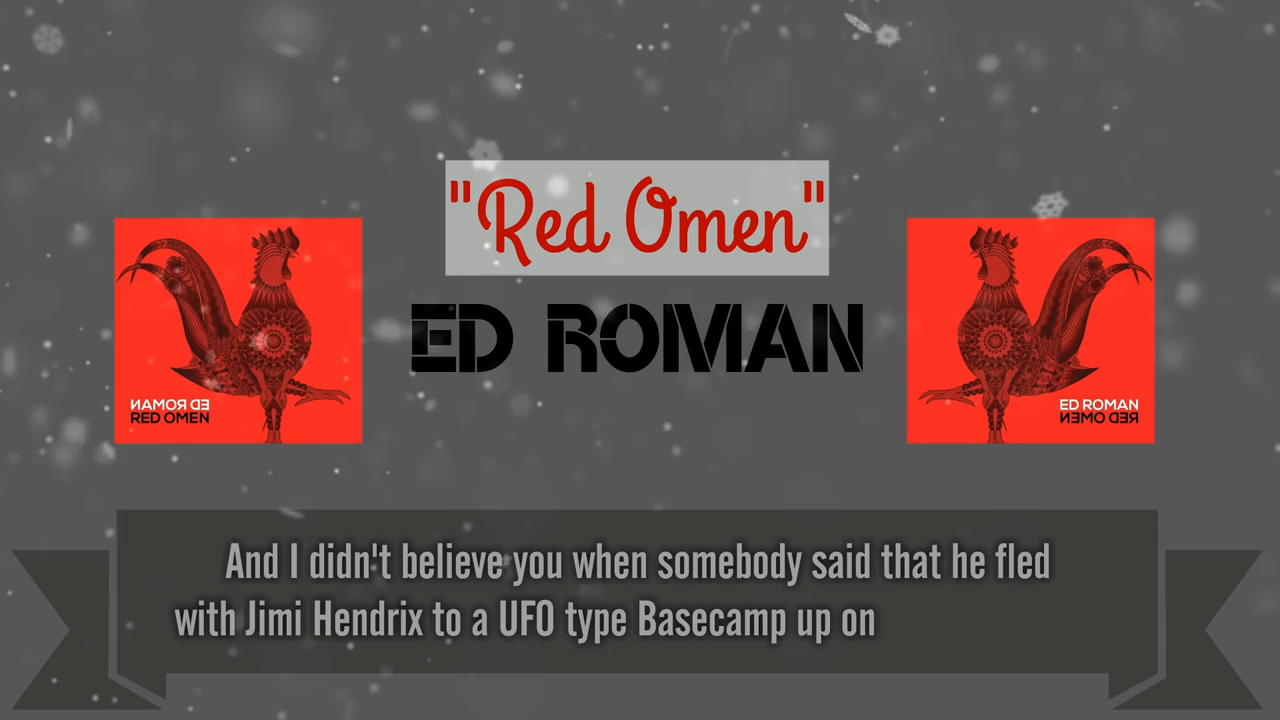 "Red Omen"
ED ROMAN
ED ROMAN
RED OMEN
ED ROMAN
RED OMEN
And I didn't believe you when somebody said that he fled
with Jimi Hendrix to a UFO type Basecamp up on